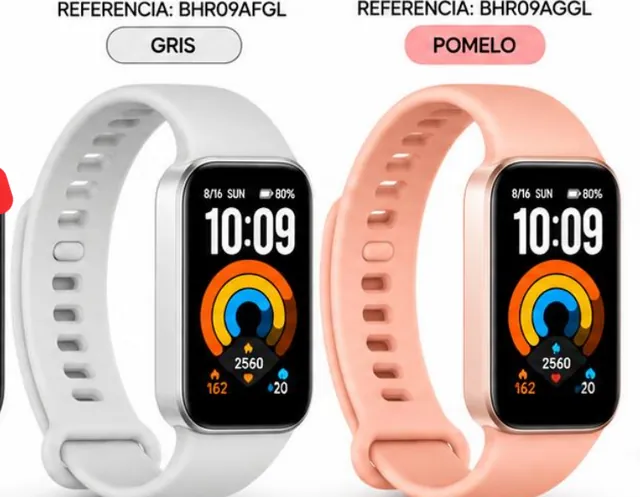 REFERENCIA: BHR09AFGL
GRIS
REFERENCIA: BHR09AGGL
POMELO
8/16 SUN 80%
10:09
2560
162 20
8/16 SUN 80%
10:09
2560
162 20